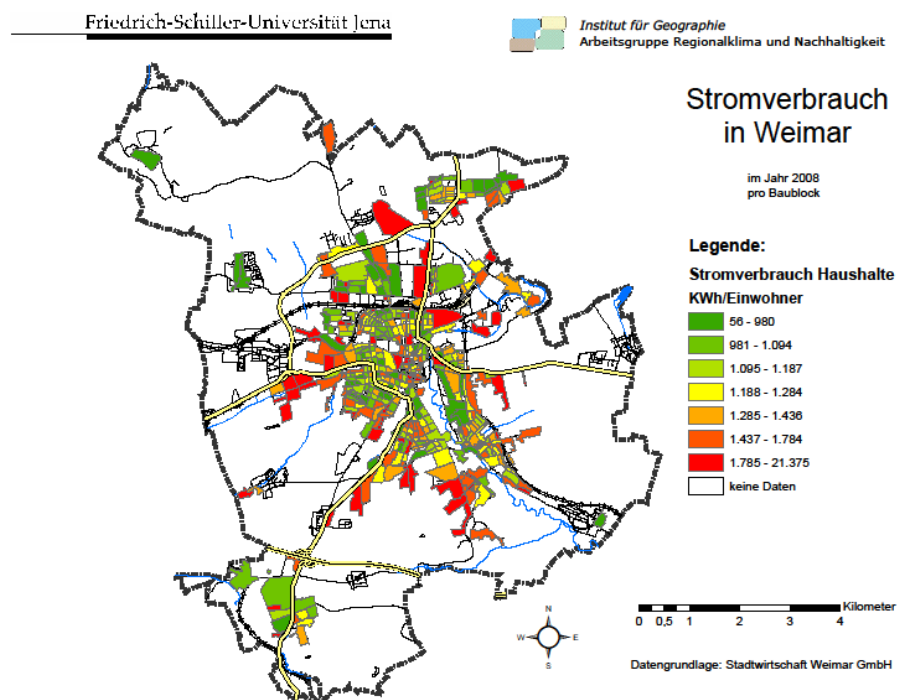 Friedrich-Schiller-Universität Jena
Institut für Geographie
Arbeitsgruppe Regionalklima und Nachhaltigkeit
Stromverbrauch
in Weimar
im Jahr 2008
pro Baublock
Legende:
Stromverbrauch Haushalte
KWh/Einwohner
56 - 980
981 - 1.094
1.095 - 1.187
1.188 - 1.284
1.285 - 1.436
1.437 - 1.784
1.785 - 21.375
keine Daten
N
W E
S
Kilometer
0 0,5 1 2 3 4
Datengrundlage: Stadtwirtschaft Weimar GmbH